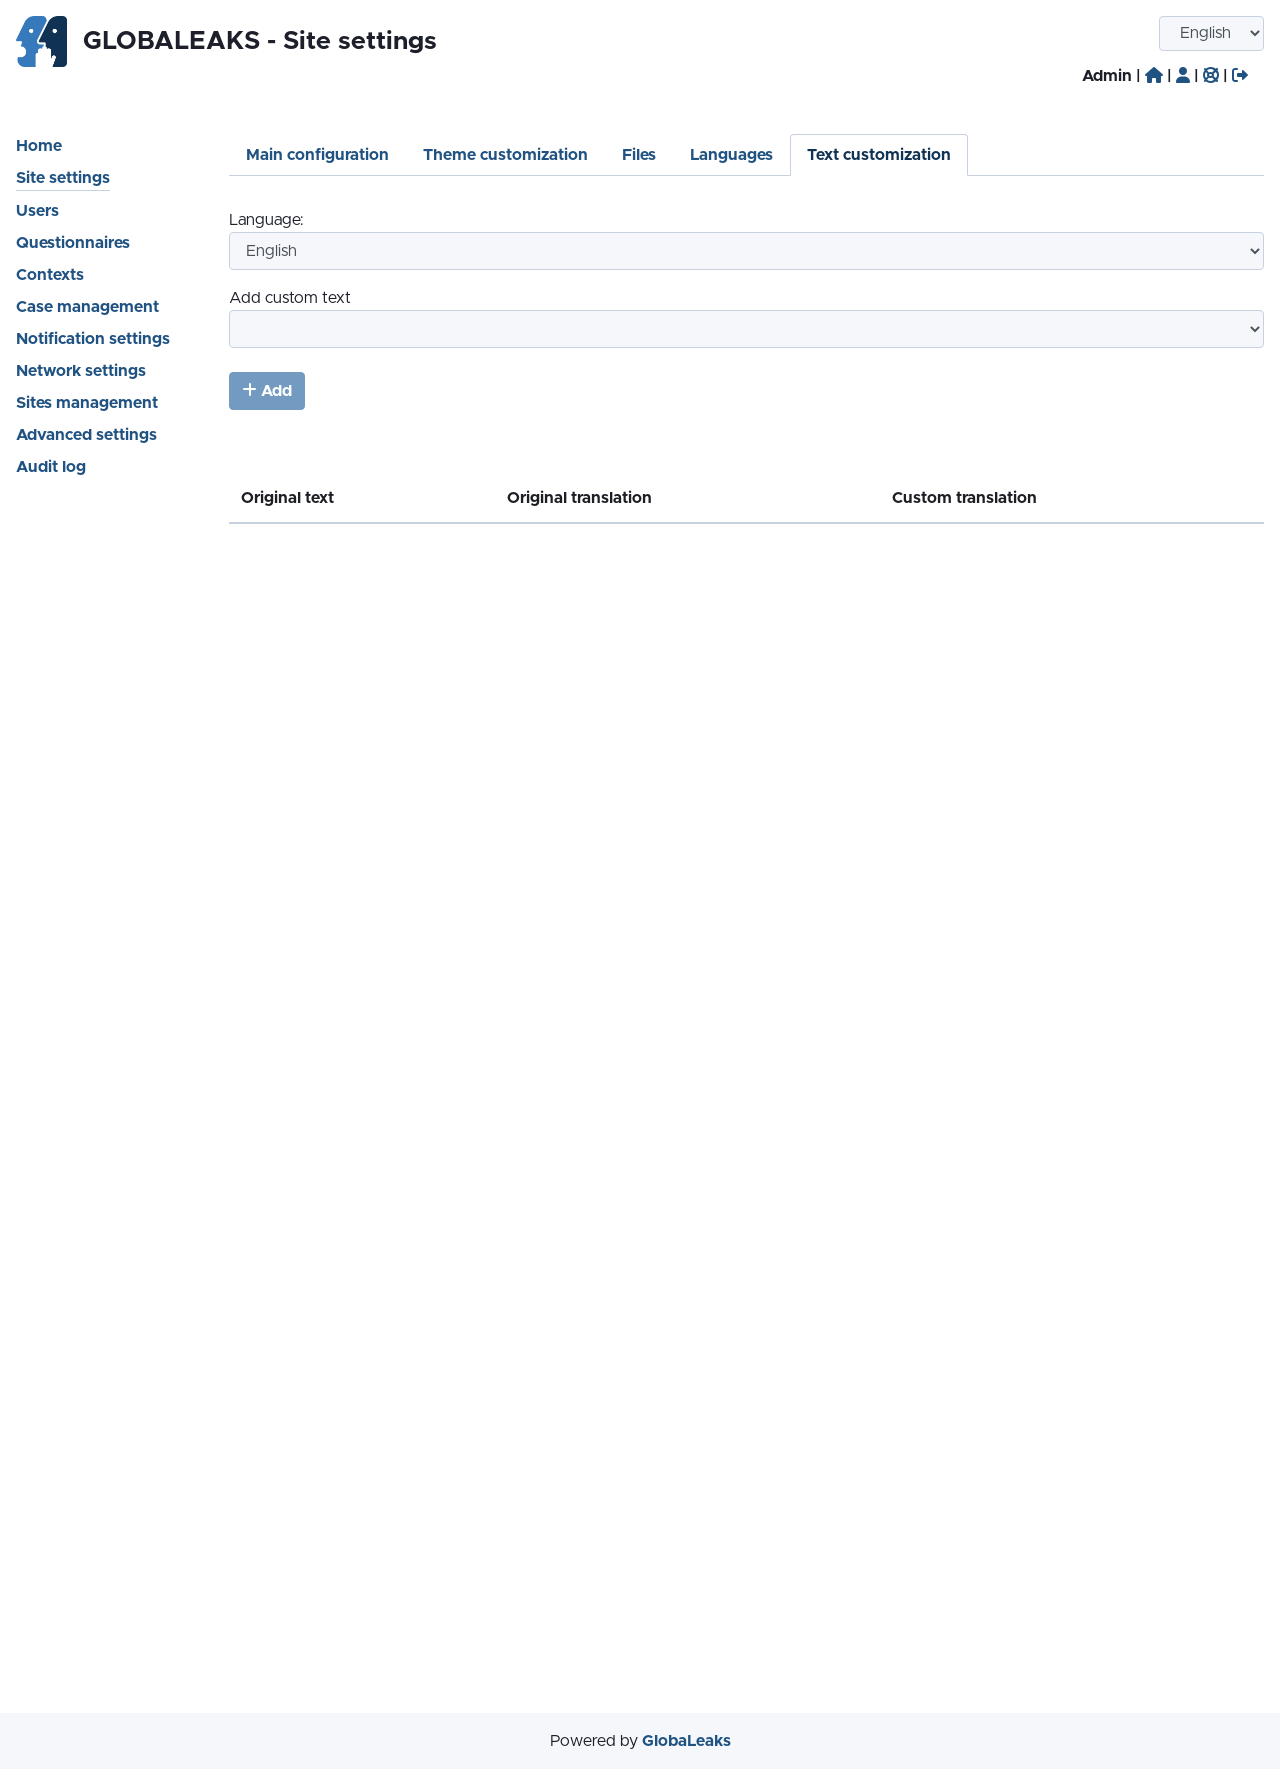 GLOBALEAKS - Site settings
English
Admin | | | |
Home
Site settings
Users
Questionnaires
Contexts
Case management
Notification settings
Network settings
Sites management
Advanced settings
Audit log
Main configuration Theme customization Files Languages Text customization
Language:
English
Add custom text
Add
Original text Original translation Custom translation
Powered by GlobaLeaks